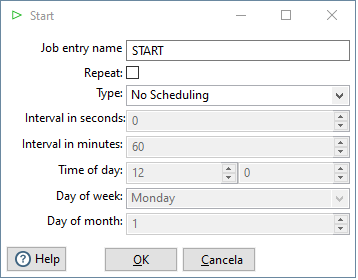 Start
Job entry name START
Repeat:
Type: No Scheduling
Interval in seconds: 0
Interval in minutes: 60
Time of day: 12 0
Day of week: Monday
Day of month: 1
Help OK Cancela